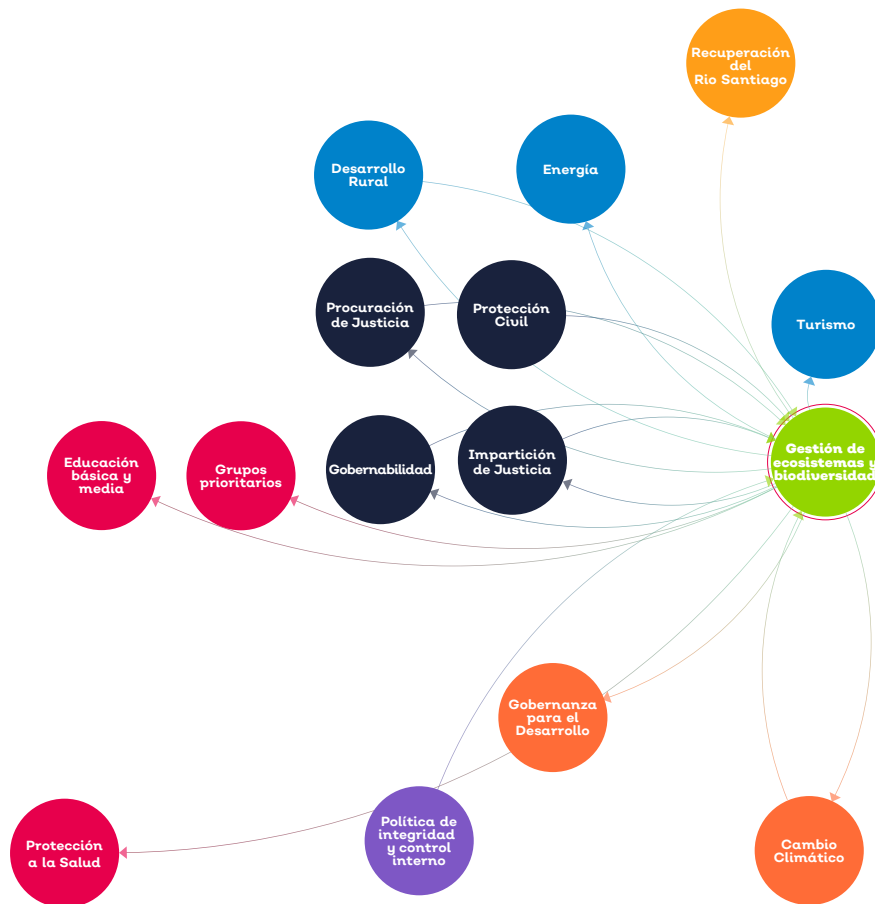 Recuperación
del
Rio Santiago
Desarrollo
Rural
Energía
Procuración
de Justicia
Protección
Civil
Turismo
Educación
básica y
media
Grupos
prioritarios
Gobernabilidad
Impartición
de Justicia
Gestión de
ecosistemas y
biodiversidad
Gobernanza
para el
Desarrollo
Política de
integridad
y control
interno
Protección
a la Salud
Cambio
Climático